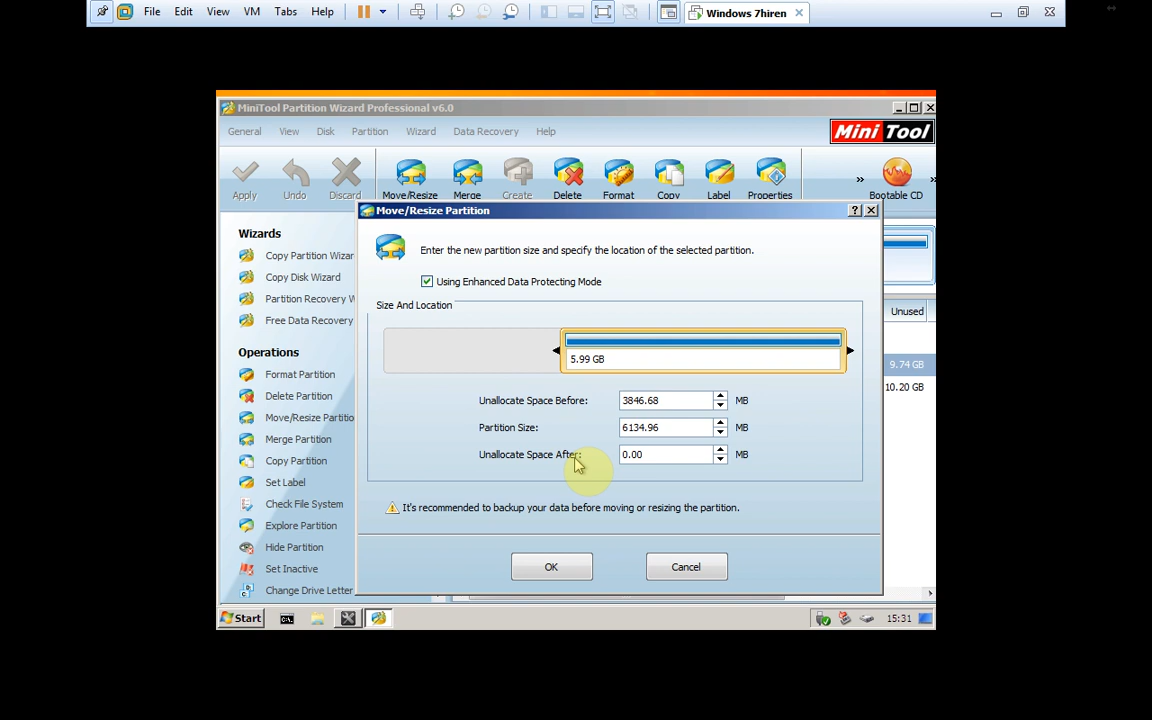 File Edit View VM Tabs Help
Windows 7hiren
MiniTool Partition Wizard Professional v6.0
General View Disk Partition Wizard Data Recovery Help
Mini Tool
Apply Undo Discard Move/Resize Merge Create Delete Format Copy Label Properties » Bootable CD »
Move/Resize Partition
Wizards
Copy Partition Wizar
Copy Disk Wizard
Partition Recovery W
Free Data Recovery
Operations
Format Partition
Delete Partition
Move/Resize Partitio
Merge Partition
Copy Partition
Set Label
Check File System
Explore Partition
Hide Partition
Set Inactive
Change Drive Letter
Enter the new partition size and specify the location of the selected partition.
Using Enhanced Data Protecting Mode
Size And Location
5.99 GB
Unallocate Space Before: 3846.68 MB
Partition Size: 6134.96 MB
Unallocate Space After: 0.00 MB
It's recommended to backup your data before moving or resizing the partition.
OK Cancel
Unused
9.74 GB
10.20 GB
Start
15:31